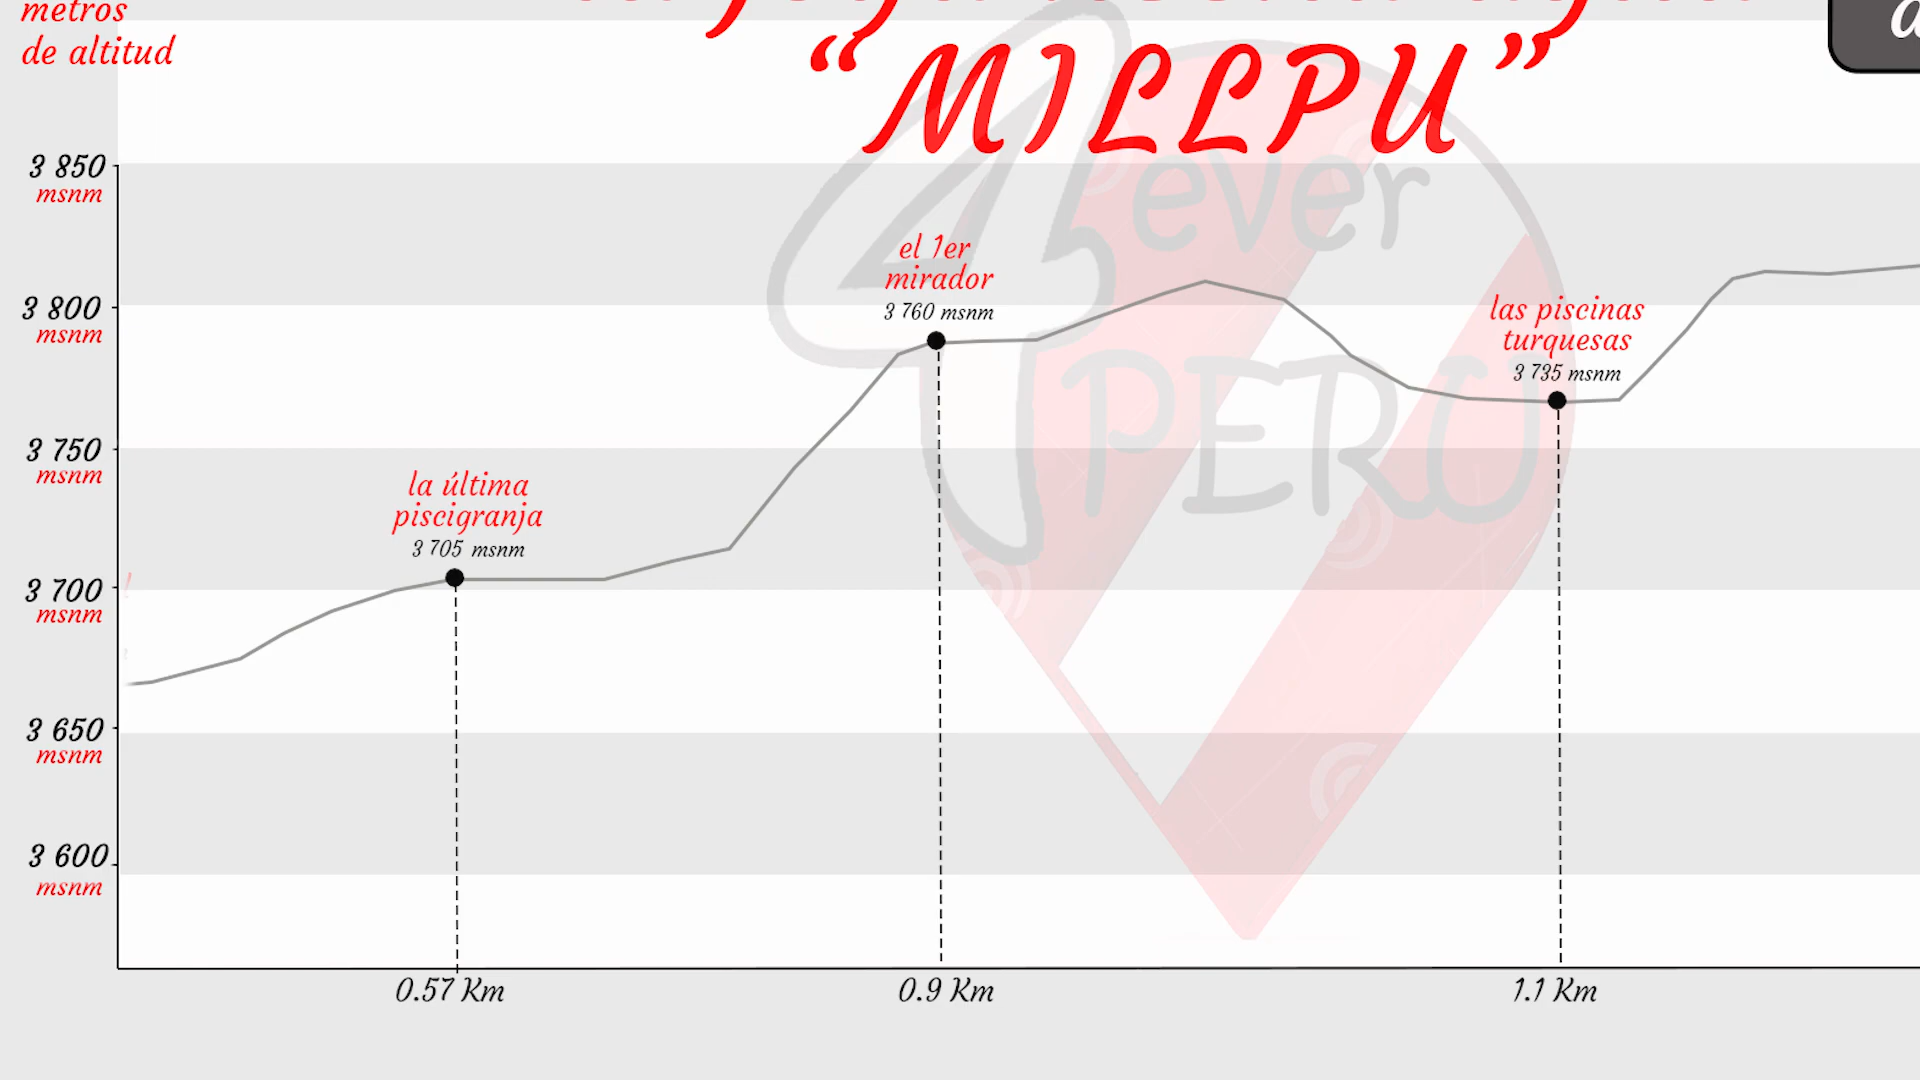 metros
de altitud
“MILLPU”
3 850
msnm
4ever
PERU
el 1er
mirador
3 760 msnm
3 800
msnm
las piscinas
turquesas
3 735 msnm
3 750
msnm
la última
piscigranja
3 705 msnm
3 700
msnm
3 650
msnm
3 600
msnm
0.57 Km
0.9 Km
1.1 Km